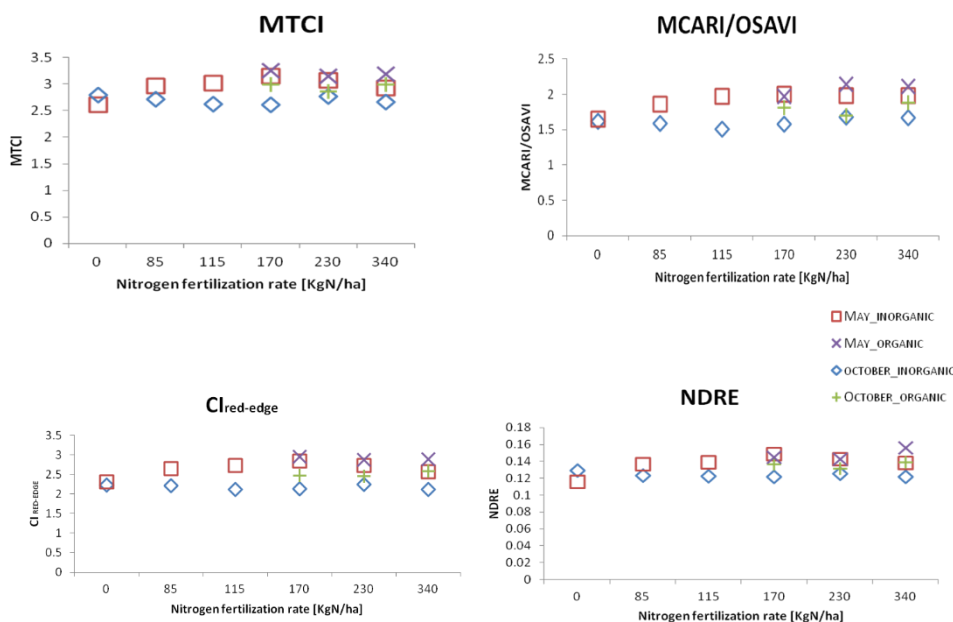 MTCI
3.5
3
2.5
2
1.5
1
0.5
0
MTCI
0 85 115 170 230 340
Nitrogen fertilization rate [KgN/ha]
MCARI/OSAVI
2.5
2
1.5
1
0.5
0
MCARI/OSAVI
0 85 115 170 230 340
Nitrogen fertilization rate [KgN/ha]
MAY_INORGANIC
MAY_ORGANIC
OCTOBER_INORGANIC
OCTOBER_ORGANIC
CIred-edge
3.5
3
2.5
2
1.5
1
0.5
0
CI RED-EDGE
0 85 115 170 230 340
Nitrogen fertilization rate [KgN/ha]
NDRE
0.18
0.16
0.14
0.12
0.1
0.08
0.06
0.04
0.02
0
NDRE
0 85 115 170 230 340
Nitrogen fertilization rate [KgN/ha]